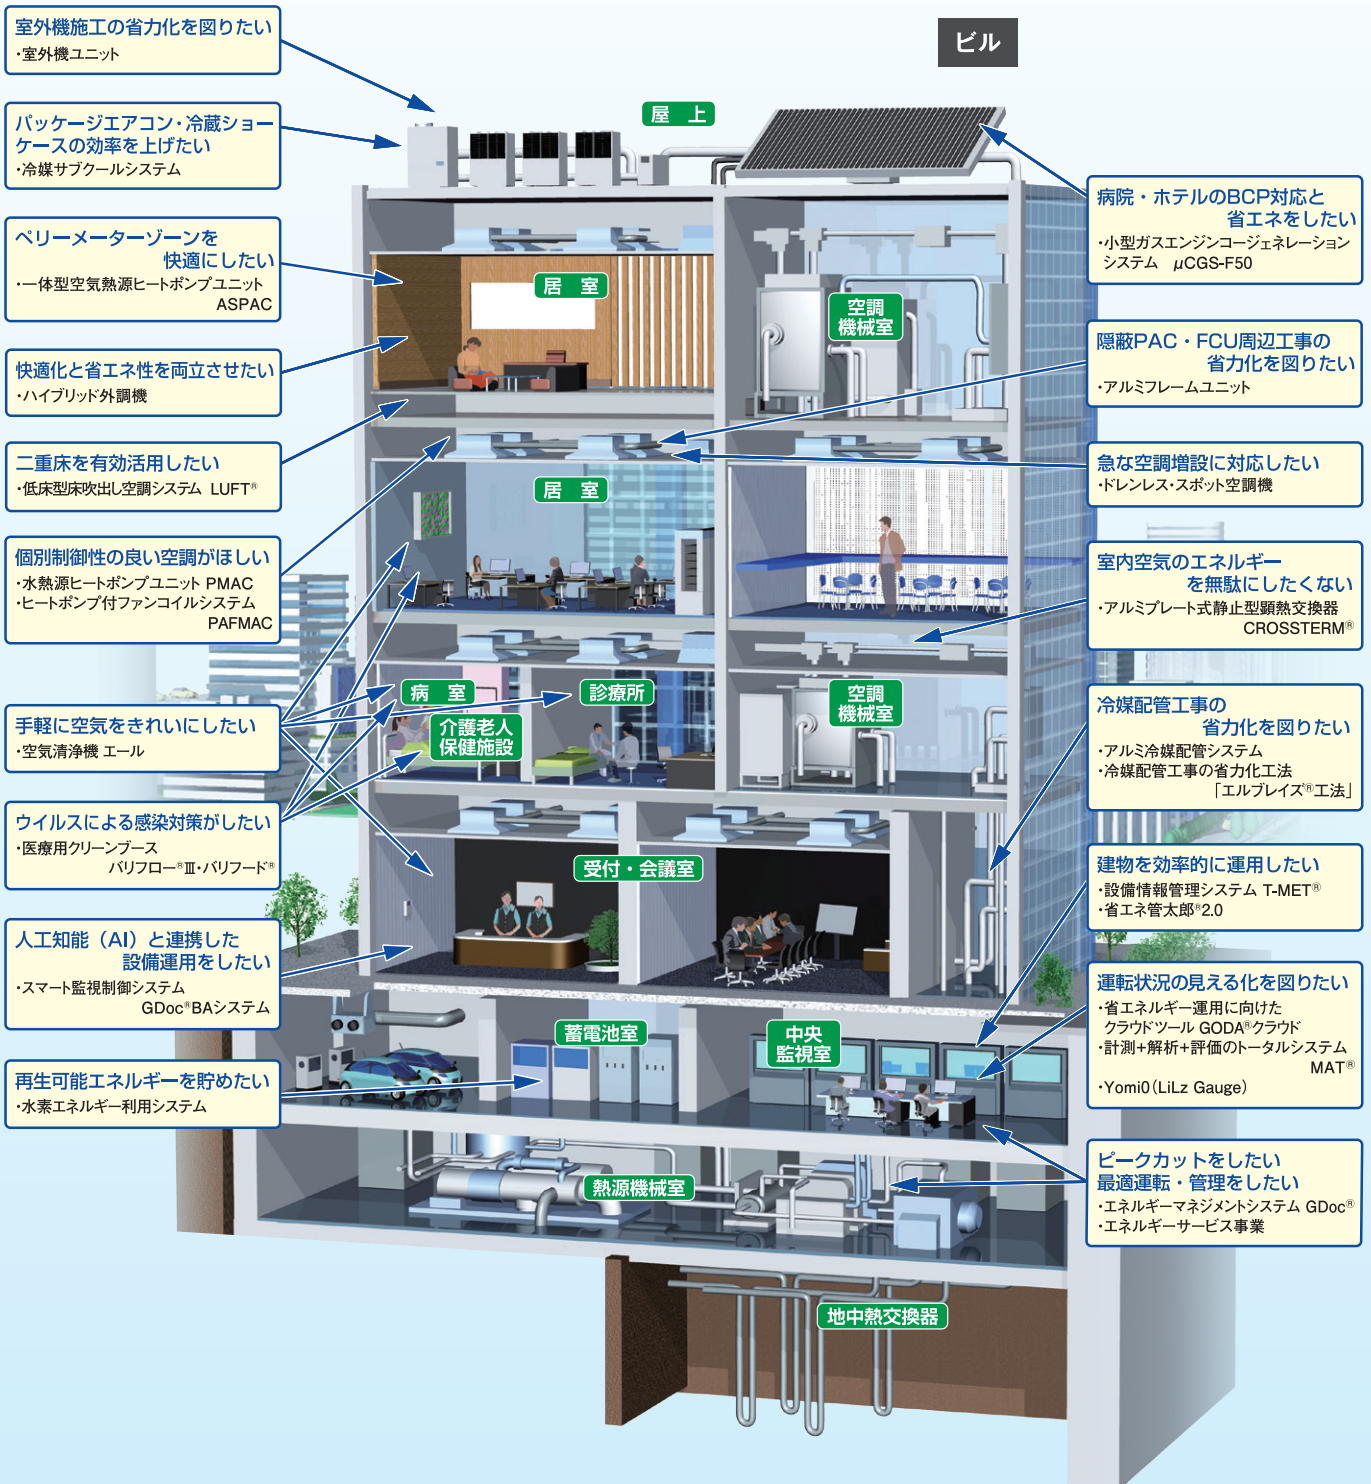 ビル
室外機施工の省力化を図りたい
・室外機ユニット
パッケージエアコン・冷蔵ショー
ケースの効率を上げたい
・冷媒サブクールシステム
ペリーメーターゾーンを
快適にしたい
・一体型空気熱源ヒートポンプユニット
ASPAC
快適化と省エネ性を両立させたい
・ハイブリッド外調機
二重床を有効活用したい
・低床型床吹出し空調システム LUFT®
個別制御性の良い空調がほしい
・水熱源ヒートポンプユニット PMAC
・ヒートポンプ付ファンコイルシステム
PAFMAC
手軽に空気をきれいにしたい
・空気清浄機 エール
ウイルスによる感染対策がしたい
・医療用クリーンブース
バリフロー®Ⅲ・バリフード®
人工知能（AI）と連携した
設備運用をしたい
・スマート監視制御システム
GDoc®BAシステム
再生可能エネルギーを貯めたい
・水素エネルギー利用システム
屋 上
居 室
空調
機械室
居 室
病 室
診療所
介護老人
保健施設
空調
機械室
受付・会議室
蓄電池室
中央
監視室
熱源機械室
地中熱交換器
病院・ホテルのBCP対応と
省エネをしたい
・小型ガスエンジンコージェネレーション
システム μCGS-F50
隠蔽PAC・FCU周辺工事の
省力化を図りたい
・アルミフレームユニット
急な空調増設に対応したい
・ドレンレス・スポット空調機
室内空気のエネルギー
を無駄にしたくない
・アルミプレート式静止型顕熱交換器
CROSSTERM®
冷媒配管工事の
省力化を図りたい
・アルミ冷媒配管システム
・冷媒配管工事の省力化工法
「エルブレイズ®工法」
建物を効率的に運用したい
・設備情報管理システム T-MET®
・省エネ管太郎®2.0
運転状況の見える化を図りたい
・省エネルギー運用に向けた
クラウドツール GODA®クラウド
・計測+解析+評価のトータルシステム
MAT®
・Yomi0（LiLz Gauge）
ピークカットをしたい
最適運転・管理をしたい
・エネルギーマネジメントシステム GDoc®
・エネルギーサービス事業